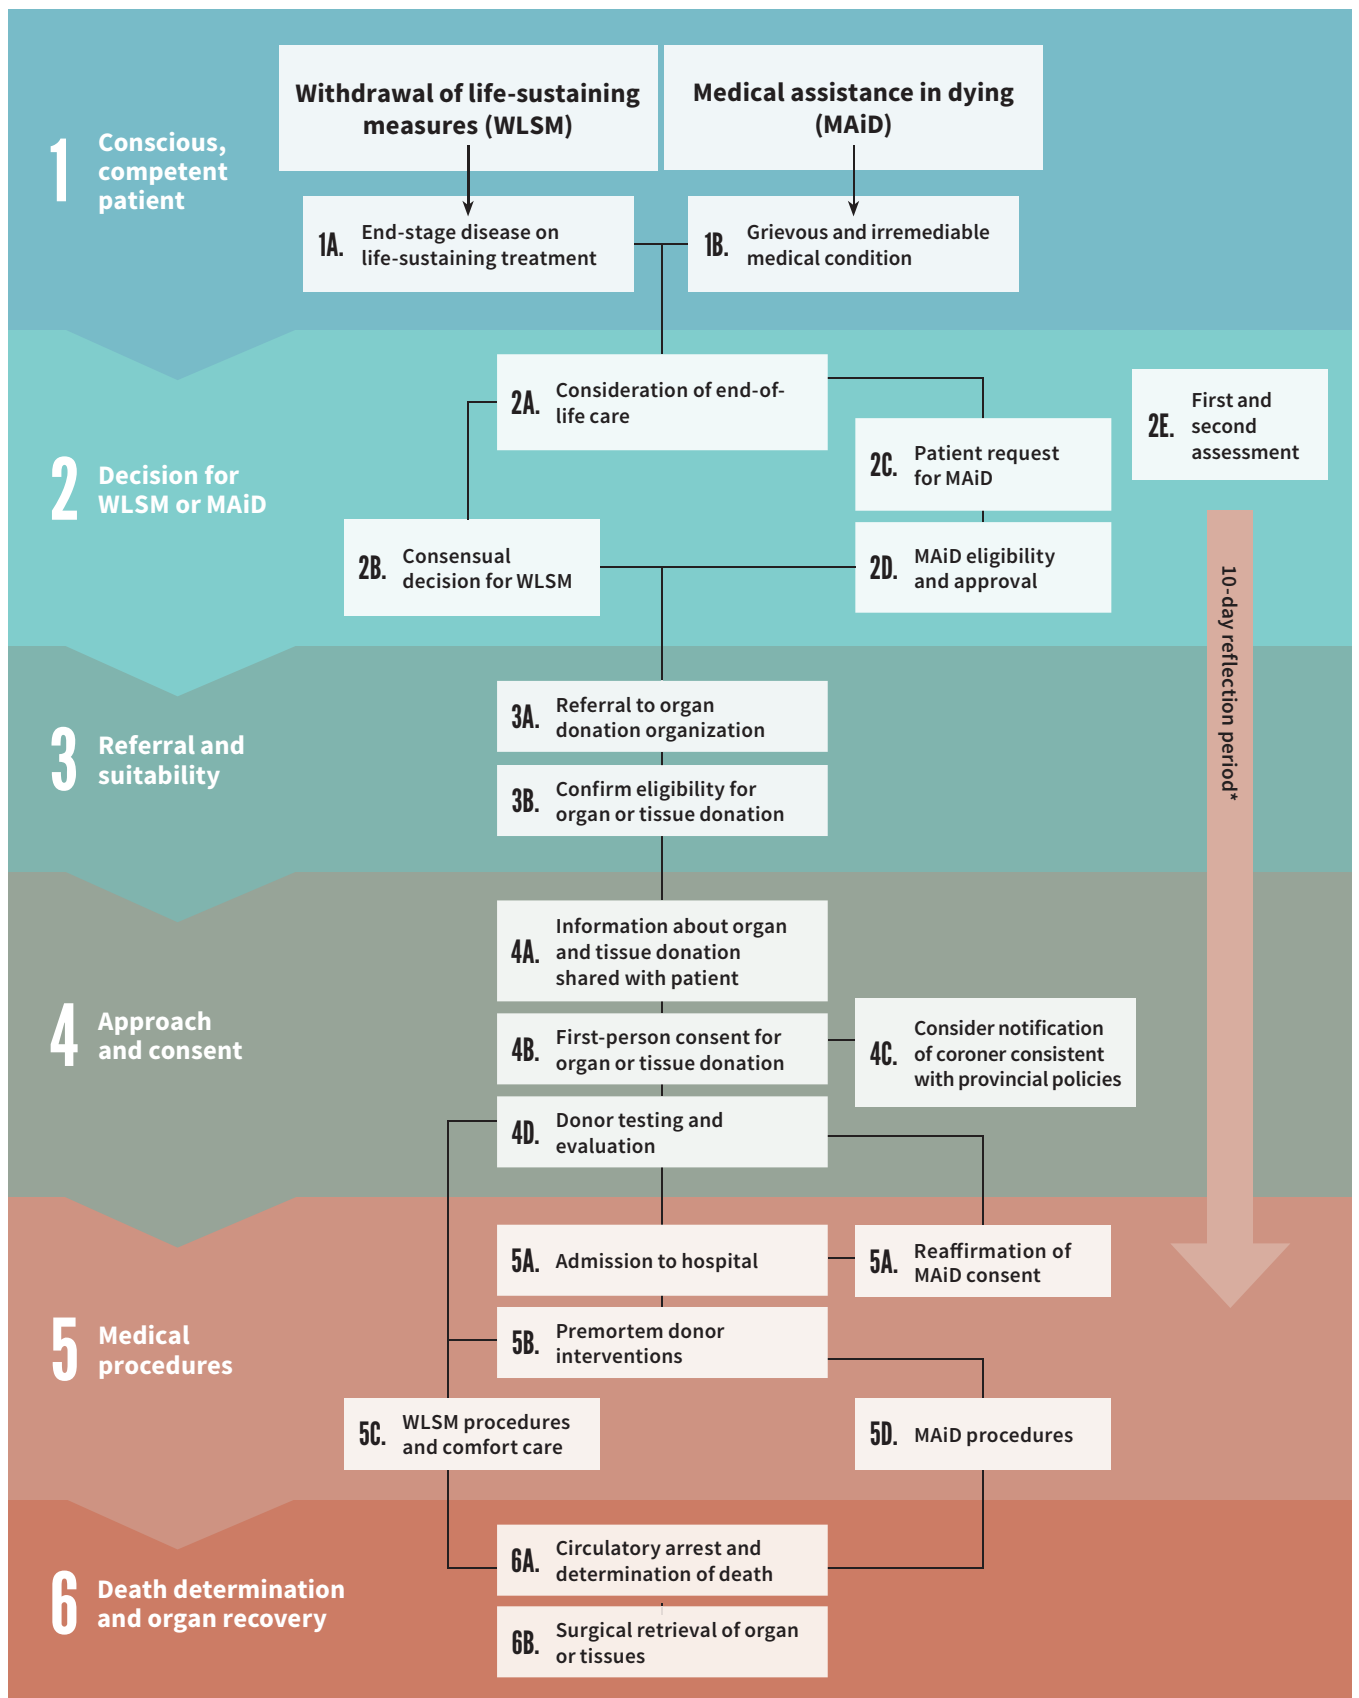 Withdrawal of life-sustaining
measures (WLSM)
Medical assistance in dying
(MAiD)
1 Conscious,
competent
patient
1A. End-stage disease on
life-sustaining treatment
1B. Grievous and irremediable
medical condition
2 Decision for
WLSM or MAiD
2A. Consideration of end-of-
life care
2B. Consensual
decision for WLSM
2C. Patient request
for MAiD
2D. MAiD eligibility
and approval
2E. First and
second
assessment
10-day reflection period*
3 Referral and
suitability
3A. Referral to organ
donation organization
3B. Confirm eligibility for
organ or tissue donation
4 Approach
and consent
4A. Information about organ
and tissue donation
shared with patient
4B. First-person consent for
organ or tissue donation
4C. Consider notification
of coroner consistent
with provincial policies
4D. Donor testing and
evaluation
5 Medical
procedures
5A. Admission to hospital
5A. Reaffirmation of
MAiD consent
5B. Premortem donor
interventions
5C. WLSM procedures
and comfort care
5D. MAiD procedures
6 Death determination
and organ recovery
6A. Circulatory arrest and
determination of death
6B. Surgical retrieval of organ
or tissues